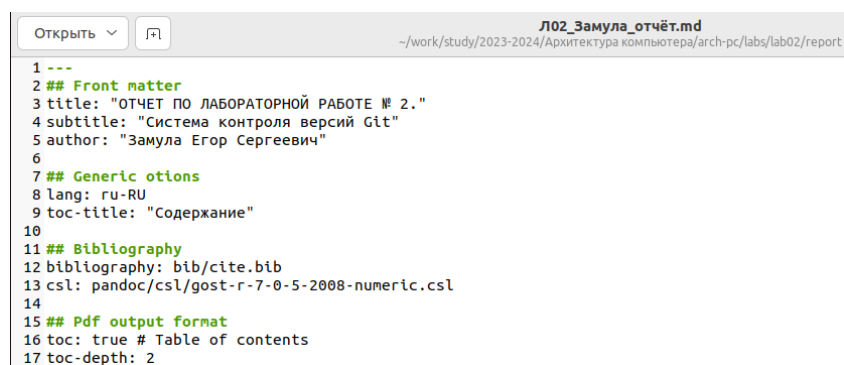 Открыть
Л02_Замула_отчёт.md
~/work/study/2023-2024/Архитектура компьютера/arch-pc/labs/lab02/report
1 ---
2 ## Front matter
3 title: "ОТЧЕТ ПО ЛАБОРАТОРНОЙ РАБОТЕ № 2."
4 subtitle: "Система контроля версий Git"
5 author: "Замула Егор Сергеевич"
6
7 ## Generic otions
8 lang: ru-RU
9 toc-title: "Содержание"
10
11 ## Bibliography
12 bibliography: bib/cite.bib
13 csl: pandoc/csl/gost-r-7-0-5-2008-numeric.csl
14
15 ## Pdf output format
16 toc: true # Table of contents
17 toc-depth: 2